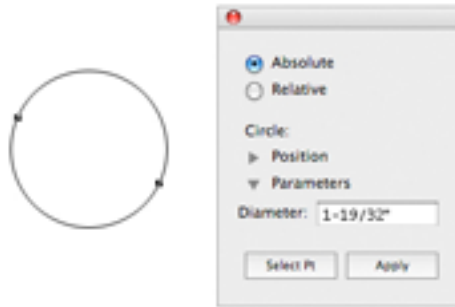 Absolute
Relative
Circle:
Position
Parameters
Diameter: 1-19/32"
Select Pt Apply